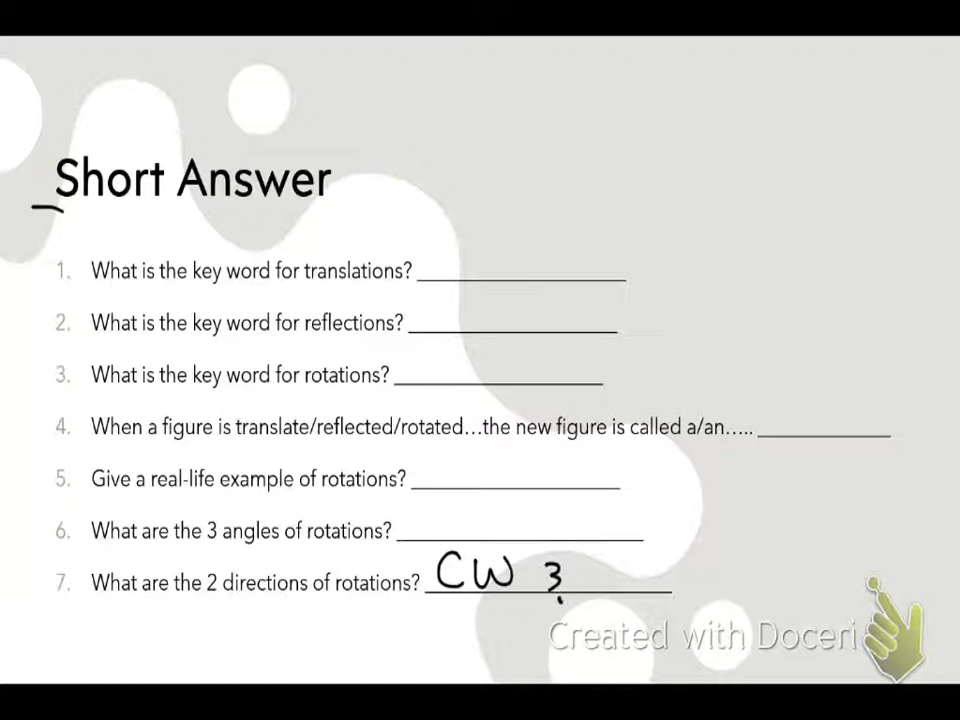 Short Answer
1. What is the key word for translations? ____________________
2. What is the key word for reflections? ____________________
3. What is the key word for rotations? ____________________
4. When a figure is translate/reflected/rotated...the new figure is called a/an….. ____________
5. Give a real-life example of rotations? ____________________
6. What are the 3 angles of rotations? ____________________
7. What are the 2 directions of rotations? CW
Created with Doceri